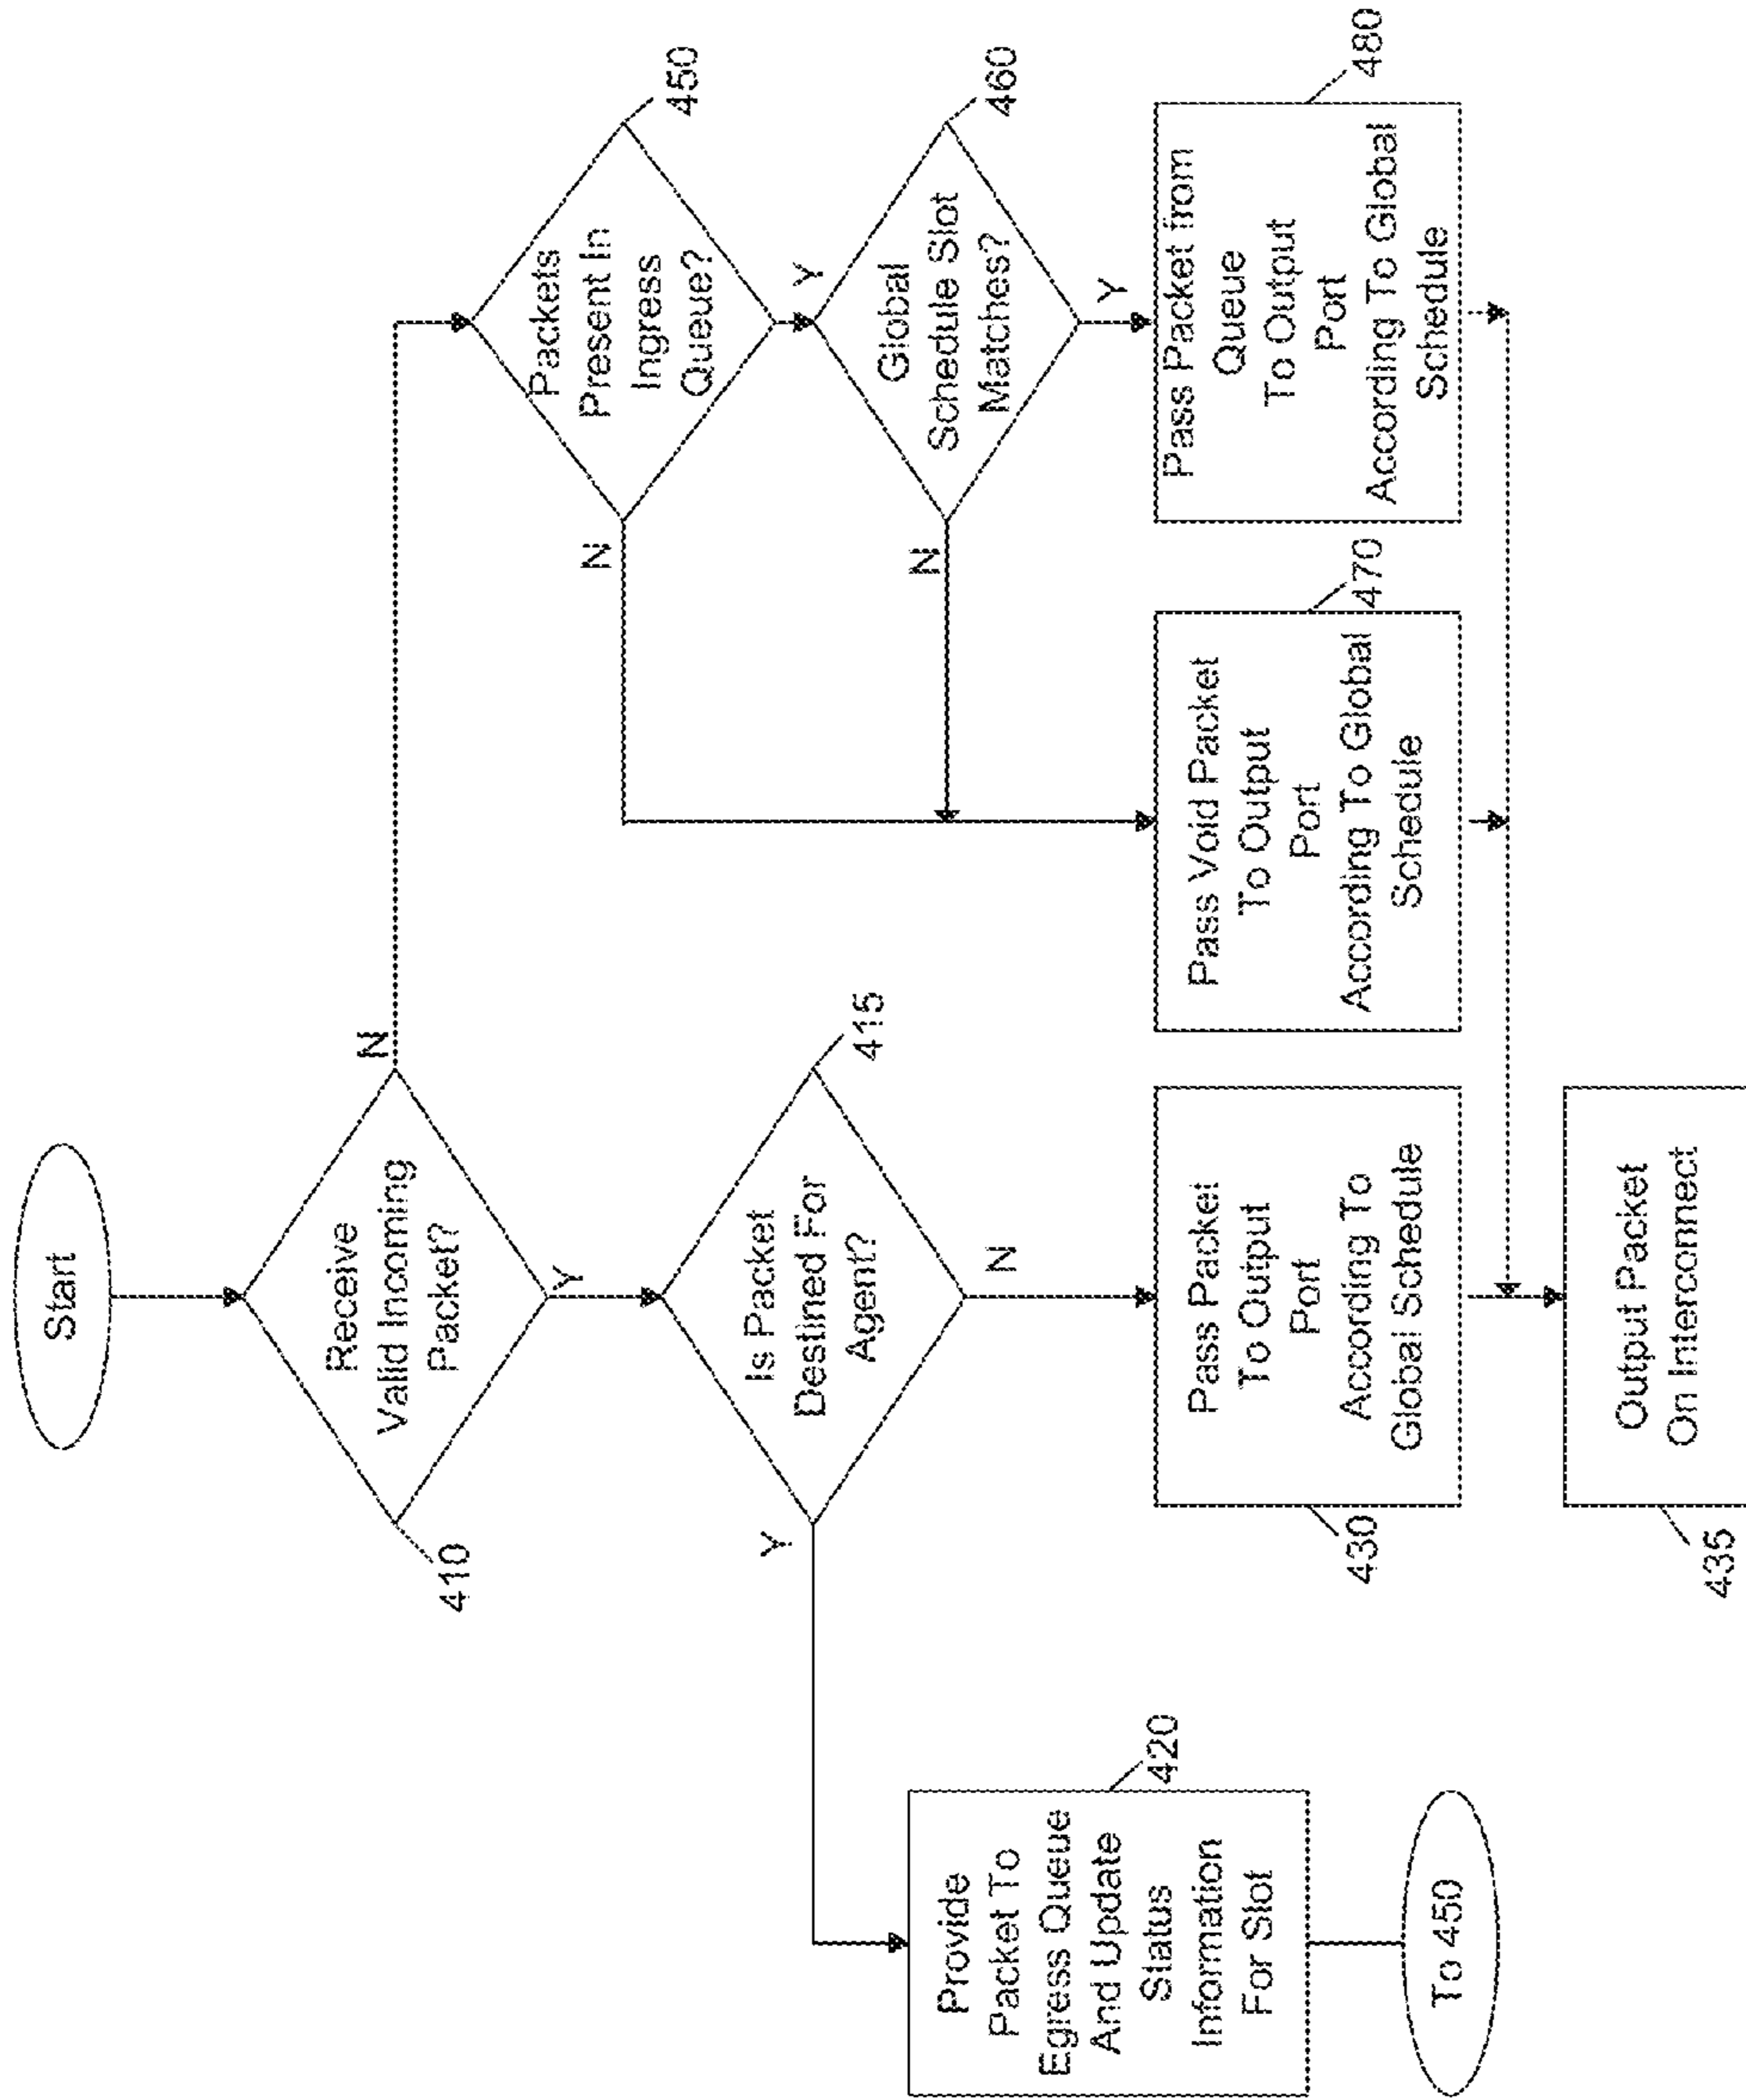 Start
Receive
Valid Incoming
Packet?
410
N
Y
Is Packet
Destined For
Agent?
415
Y
N
Provide
Packet To
Egress Queue
And Update
Status
Information
For Slot
420
To 450
Pass Packet
To Output
Port
According To
Global Schedule
430
Output Packet
On Interconnect
435
Packets
Present In
Ingress
Queue?
450
N
Y
Global
Schedule Slot
Matches?
460
N
Y
Pass Void Packet
To Output
Port
According To Global
Schedule
470
Pass Packet from
Queue
To Output
Port
According To Global
Schedule
480